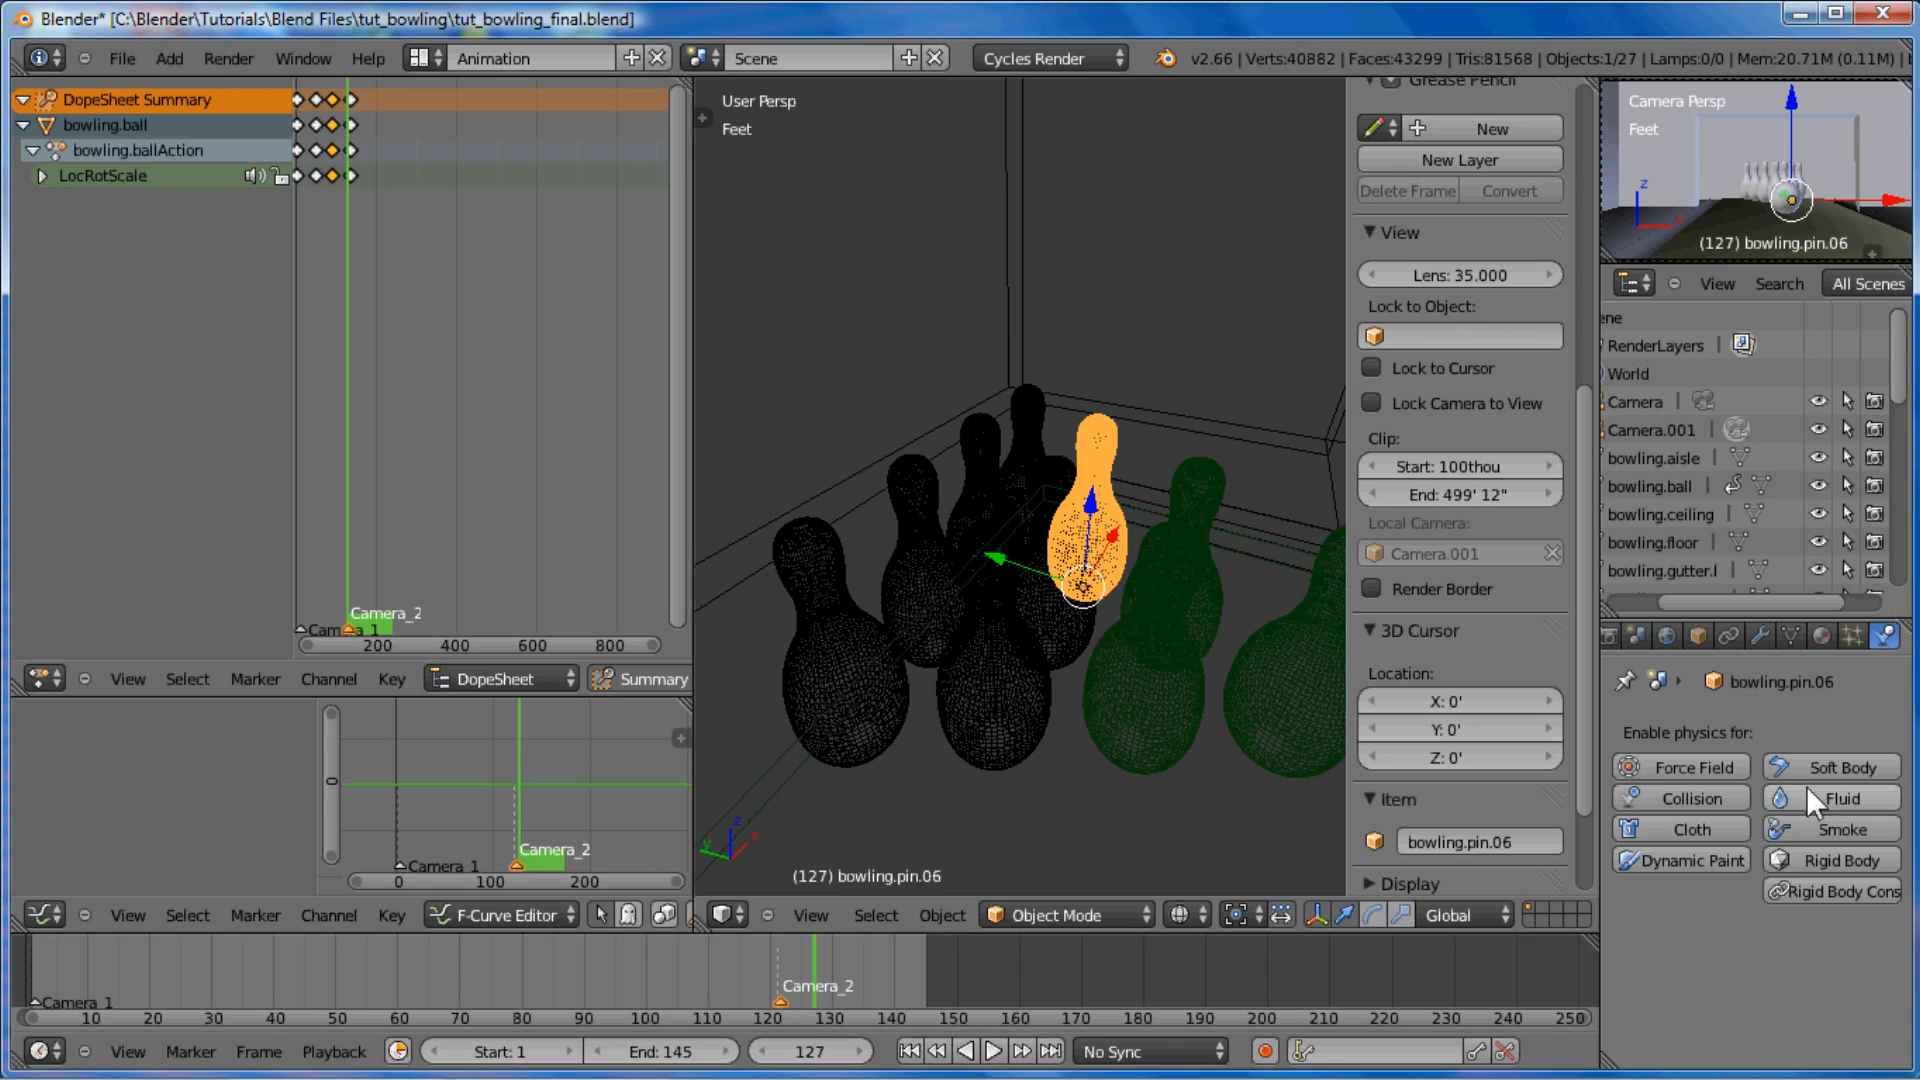 Blender* [C:\Blender\Tutorials\Blend Files\tut_bowling\tut_bowling_final.blend]
File Add Render Window Help Animation Scene Cycles Render v2.66 | Verts:40882 | Faces:43299 | Tris:81568 | Objects:1/27 | Lamps:0/0 | Mem:20.71M (0.11M) |
DopeSheet Summary
bowling.ball
bowling.ballAction
LocRotScale
Camera_2
200 400 600 800
View Select Marker Channel Key DopeSheet Summary
Camera_2
Camera_1
0 100 200
View Select Marker Channel Key F-Curve Editor
User Persp
Feet
z
x
y
(127) bowling.pin.06
View Select Object Object Mode Global
Grease Pencil
New
New Layer
Delete Frame Convert
View
Lens: 35.000
Lock to Object:
Lock to Cursor
Lock Camera to View
Clip:
Start: 100thou
End: 499' 12"
Local Camera:
Camera.001
Render Border
3D Cursor
Location:
X: 0'
Y: 0'
Z: 0'
Item
bowling.pin.06
Display
Camera Persp
Feet
z
(127) bowling.pin.06
View Search All Scenes
ene
RenderLayers |
World
Camera |
Camera.001 |
bowling.aisle |
bowling.ball |
bowling.ceiling |
bowling.floor |
bowling.gutter.l |
bowling.pin.06
Enable physics for:
Force Field Soft Body
Collision Fluid
Cloth Smoke
Dynamic Paint Rigid Body
Rigid Body Cons
Camera_2
Camera_1
10 20 30 40 50 60 70 80 90 100 110 120 130 140 150 160 170 180 190 200 210 220 230 240 250
View Marker Frame Playback Start: 1 End: 145 127 No Sync